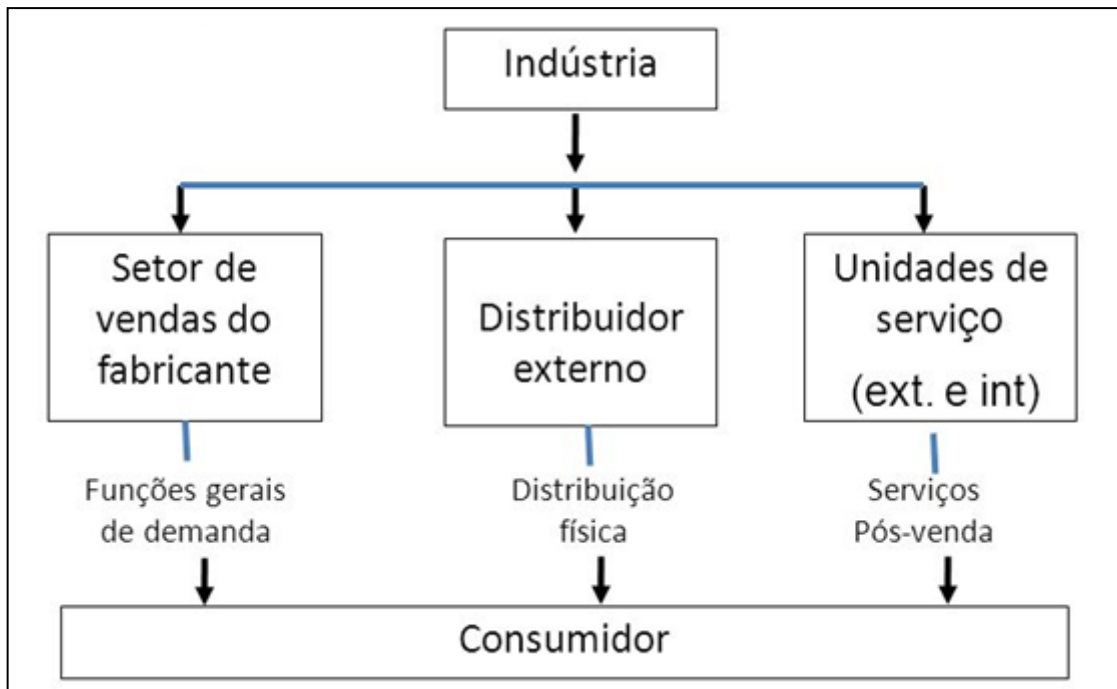 Indústria
Setor de
vendas do
fabricante
Distribuidor
externo
Unidades de
serviço
(ext. e int)
Funções gerais
de demanda
Distribuição
física
Serviços
Pós-venda
Consumidor